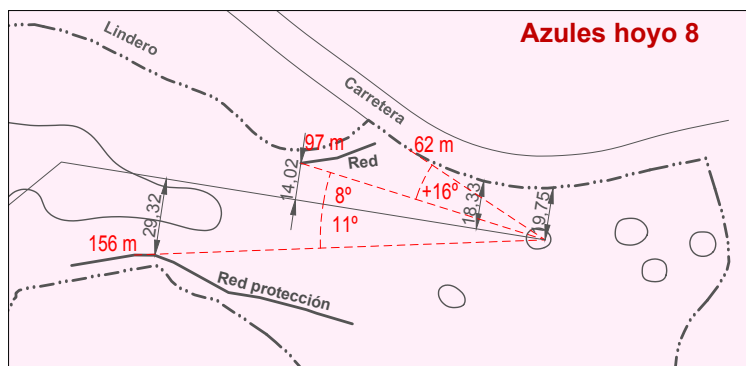 Azules hoyo 8
Lindero
Carretera
97 m
62 m
Red
14,02
8º
+16º
18,33
19,75
29,32
11º
156 m
Red protección